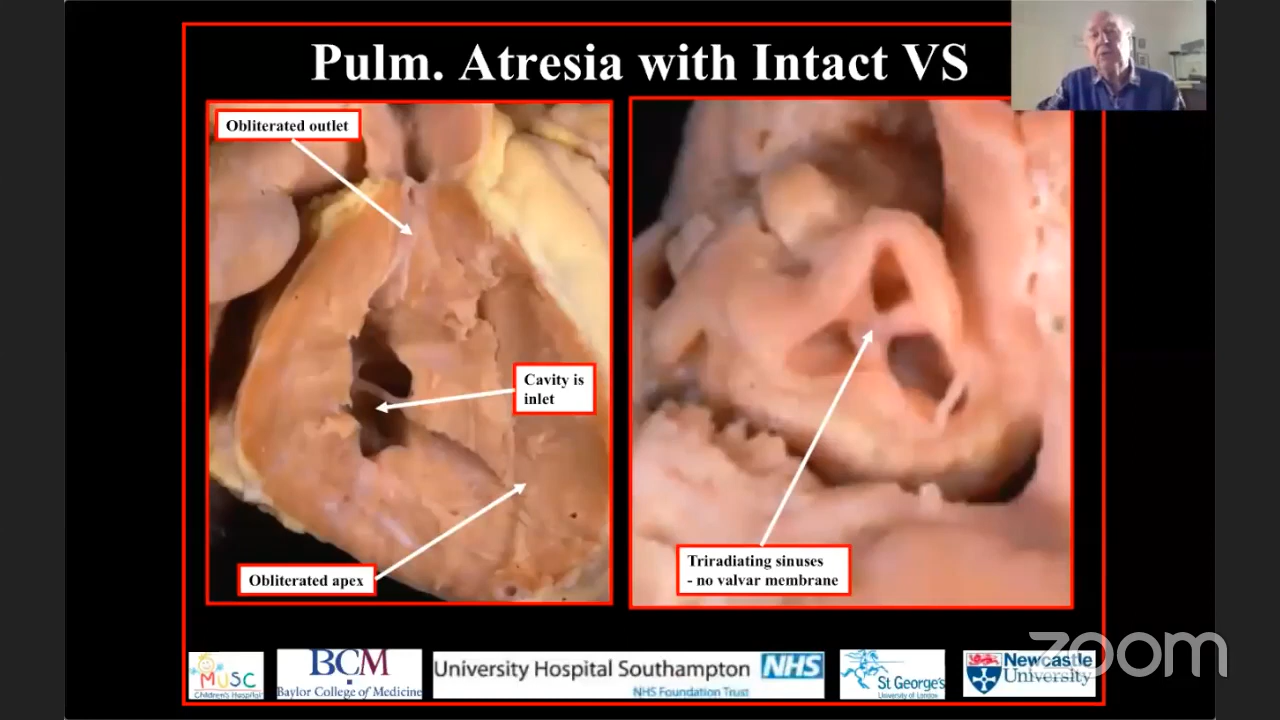 Pulm. Atresia with Intact VS
Obliterated outlet
Cavity is
inlet
Obliterated apex
Triradiating sinuses
- no valvar membrane
MUSC
Children's Hospital
BCM
Baylor College of Medicine
University Hospital Southampton NHS
NHS Foundation Trust
St George's
University of London
Newcastle
University
zoom